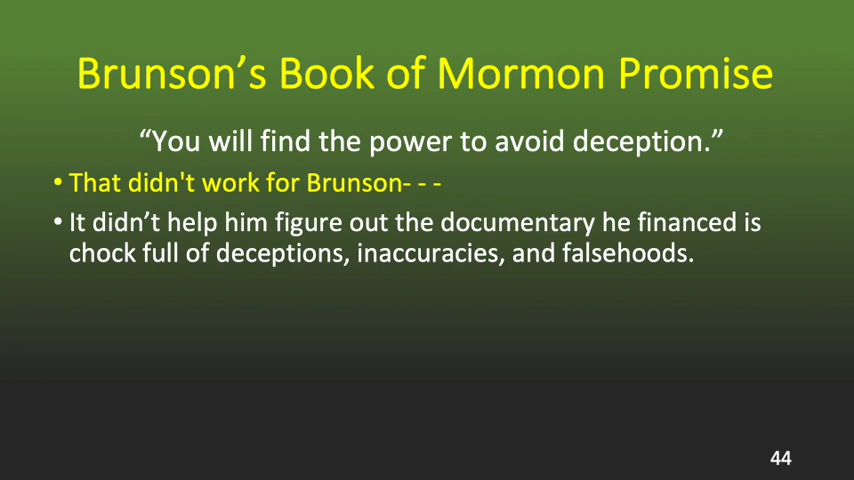 Brunson’s Book of Mormon Promise
“You will find the power to avoid deception.”
• That didn't work for Brunson- - -
• It didn’t help him figure out the documentary he financed is
chock full of deceptions, inaccuracies, and falsehoods.
44